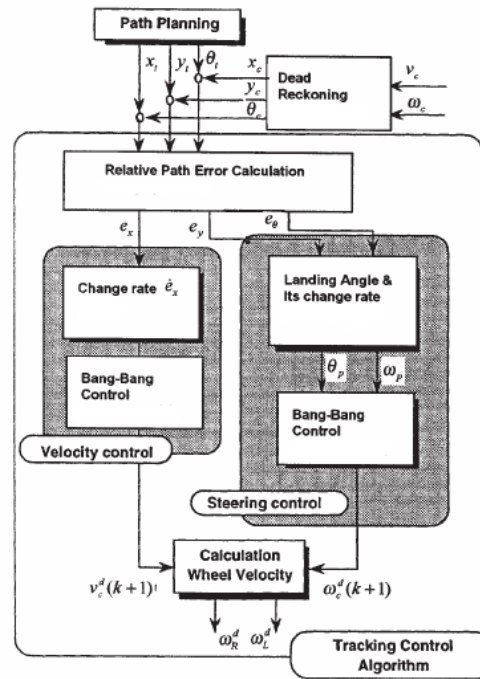 Path Planning
x_t
y_t
θ_t
x_c
y_c
θ_c
Dead
Reckoning
v_c
ω_c
Relative Path Error Calculation
e_x
e_y
e_θ
Change rate ė_x
Landing Angle &
Its change rate
Bang-Bang
Control
θ_p
ω_p
Bang-Bang
Control
Velocity control
Steering control
Calculation
Wheel Velocity
v_c^d(k+1)
ω_c^d(k+1)
ω_R^d
ω_L^d
Tracking Control
Algorithm